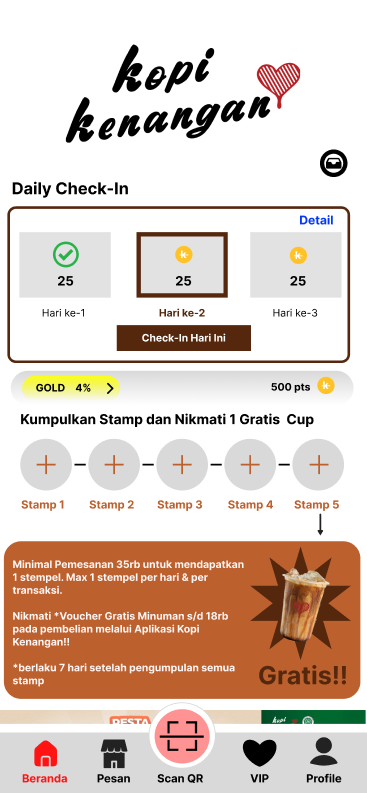 kopi
kenangan
Daily Check-In
Detail
25
25
25
Hari ke-1
Hari ke-2
Hari ke-3
Check-In Hari Ini
GOLD 4%
500 pts
Kumpulkan Stamp dan Nikmati 1 Gratis Cup
Stamp 1
Stamp 2
Stamp 3
Stamp 4
Stamp 5
Minimal Pemesanan 35rb untuk mendapatkan
1 stempel. Max 1 stempel per hari & per
transaksi.
Nikmati *Voucher Gratis Minuman s/d 18rb
pada pembelian melalui Aplikasi Kopi
Kenangan!!
*berlaku 7 hari setelah pengumpulan semua
stamp
Gratis!!
kopi
Beranda
Pesan
Scan QR
VIP
Profile